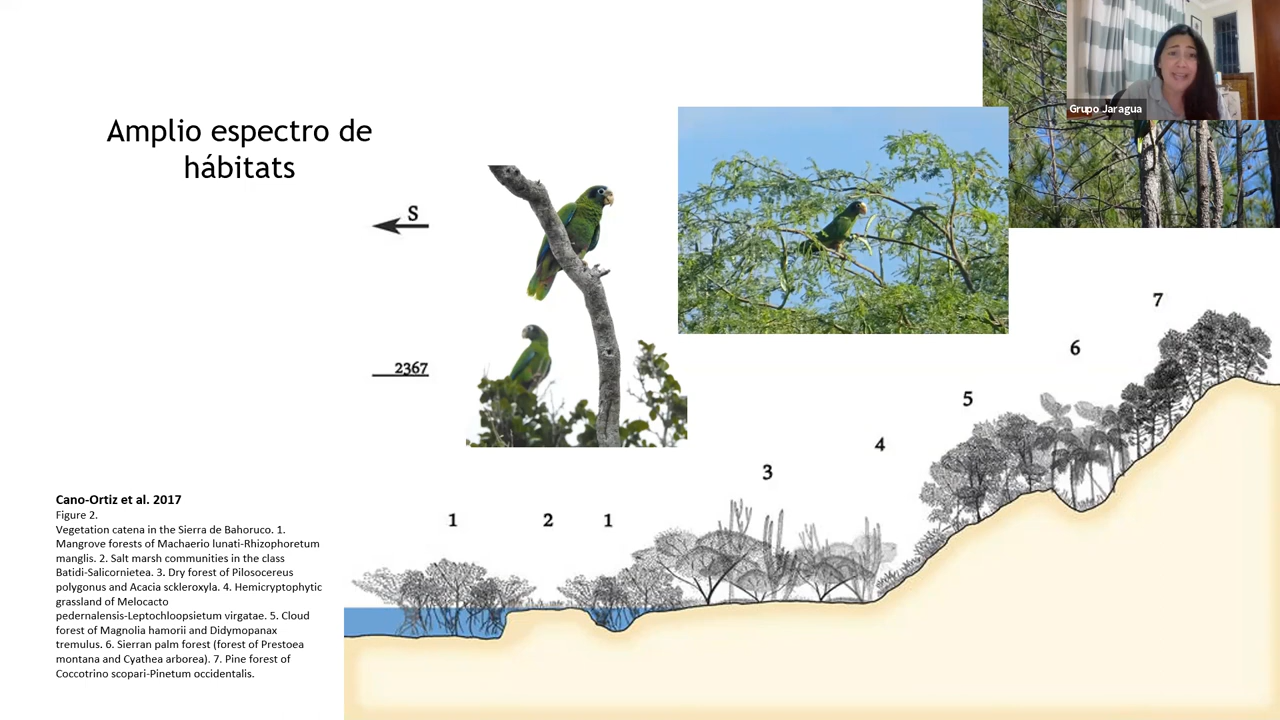 Grupo Jaragua
Amplio espectro de
hábitats
S
2367
7
6
5
4
3
1
2
1
Cano-Ortiz et al. 2017
Figure 2.
Vegetation catena in the Sierra de Bahoruco. 1.
Mangrove forests of Machaerio lunati-Rhizophoretum
manglis. 2. Salt marsh communities in the class
Batidi-Salicornietea. 3. Dry forest of Pilosocereus
polygonus and Acacia skleroxyla. 4. Hemicryptophytic
grassland of Melocacto
pedernalensis-Leptochloopsietum virgatae. 5. Cloud
forest of Magnolia hamorii and Didymopanax
tremulus. 6. Sierran palm forest (forest of Prestoea
montana and Cyathea arborea). 7. Pine forest of
Coccotrino scopari-Pinetum occidentalis.